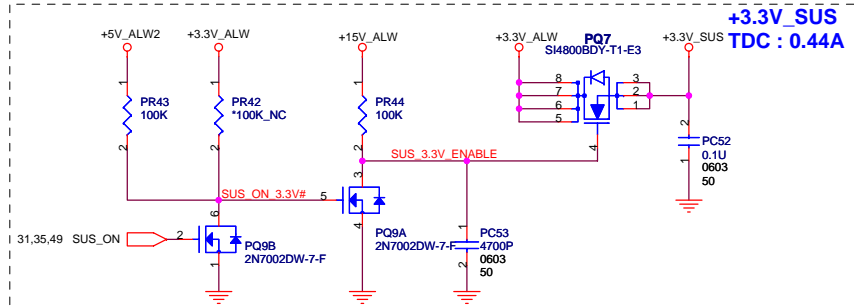 +3.3V_SUS
TDC : 0.44A
+5V_ALW2
+3.3V_ALW
+15V_ALW
+3.3V_ALW
PQ7
SI4800BDY-T1-E3
+3.3V_SUS
1
1
1
8
7
6
5
3
2
1
4
PR43
100K
PR42
*100K_NC
PR44
100K
2
2
2
SUS_3.3V_ENABLE
2
1
PC52
0.1U
0603
50
SUS_ON_3.3V#
5
3
4
PQ9A
2N7002DW-7-F
31,35,49 SUS_ON
2
6
1
PQ9B
2N7002DW-7-F
1
2
PC53
4700P
0603
50